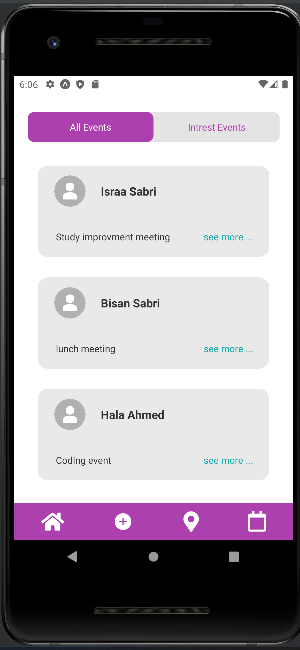 6:06
All Events
Intrest Events
Israa Sabri
Study improvment meeting
see more ...
Bisan Sabri
lunch meeting
see more ...
Hala Ahmed
Coding event
see more ...